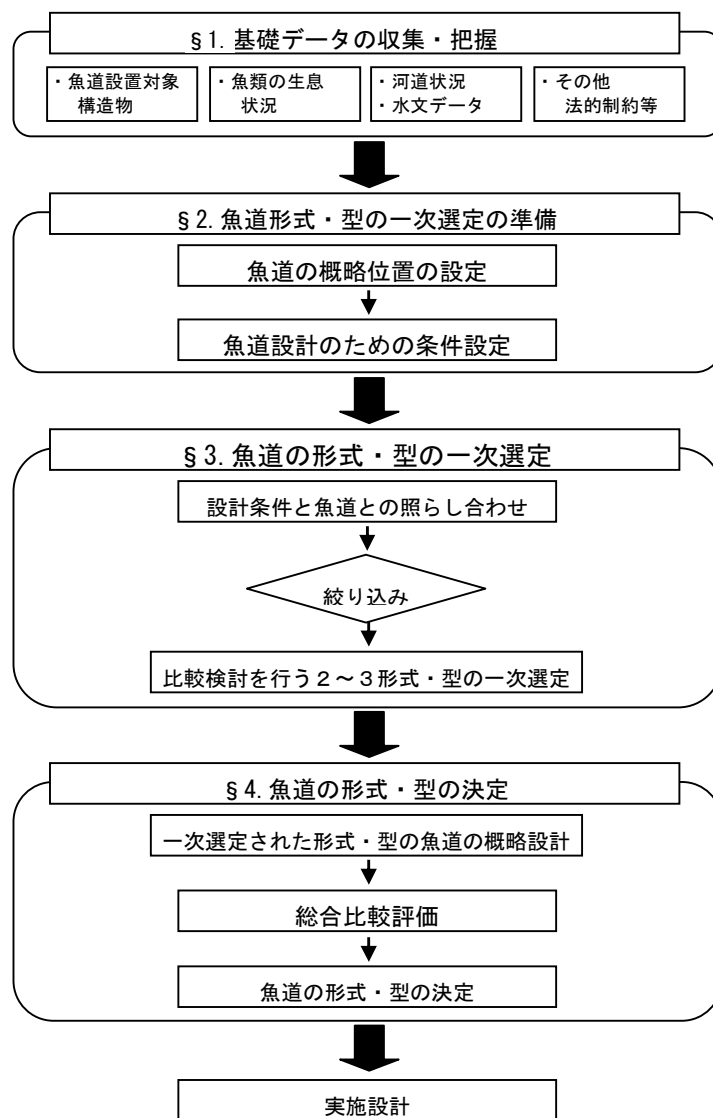 §1.基礎データの収集・把握
・魚道設置対象
構造物
・魚類の生息
状況
・河道状況
・水文データ
・その他
法的制約等
§2.魚道形式・型の一次選定の準備
魚道の概略位置の設定
魚道設計のための条件設定
§3.魚道の形式・型の一次選定
設計条件と魚道との照らし合わせ
絞り込み
比較検討を行う2～3形式・型の一次選定
§4.魚道の形式・型の決定
一次選定された形式・型の魚道の概略設計
総合比較評価
魚道の形式・型の決定
実施設計